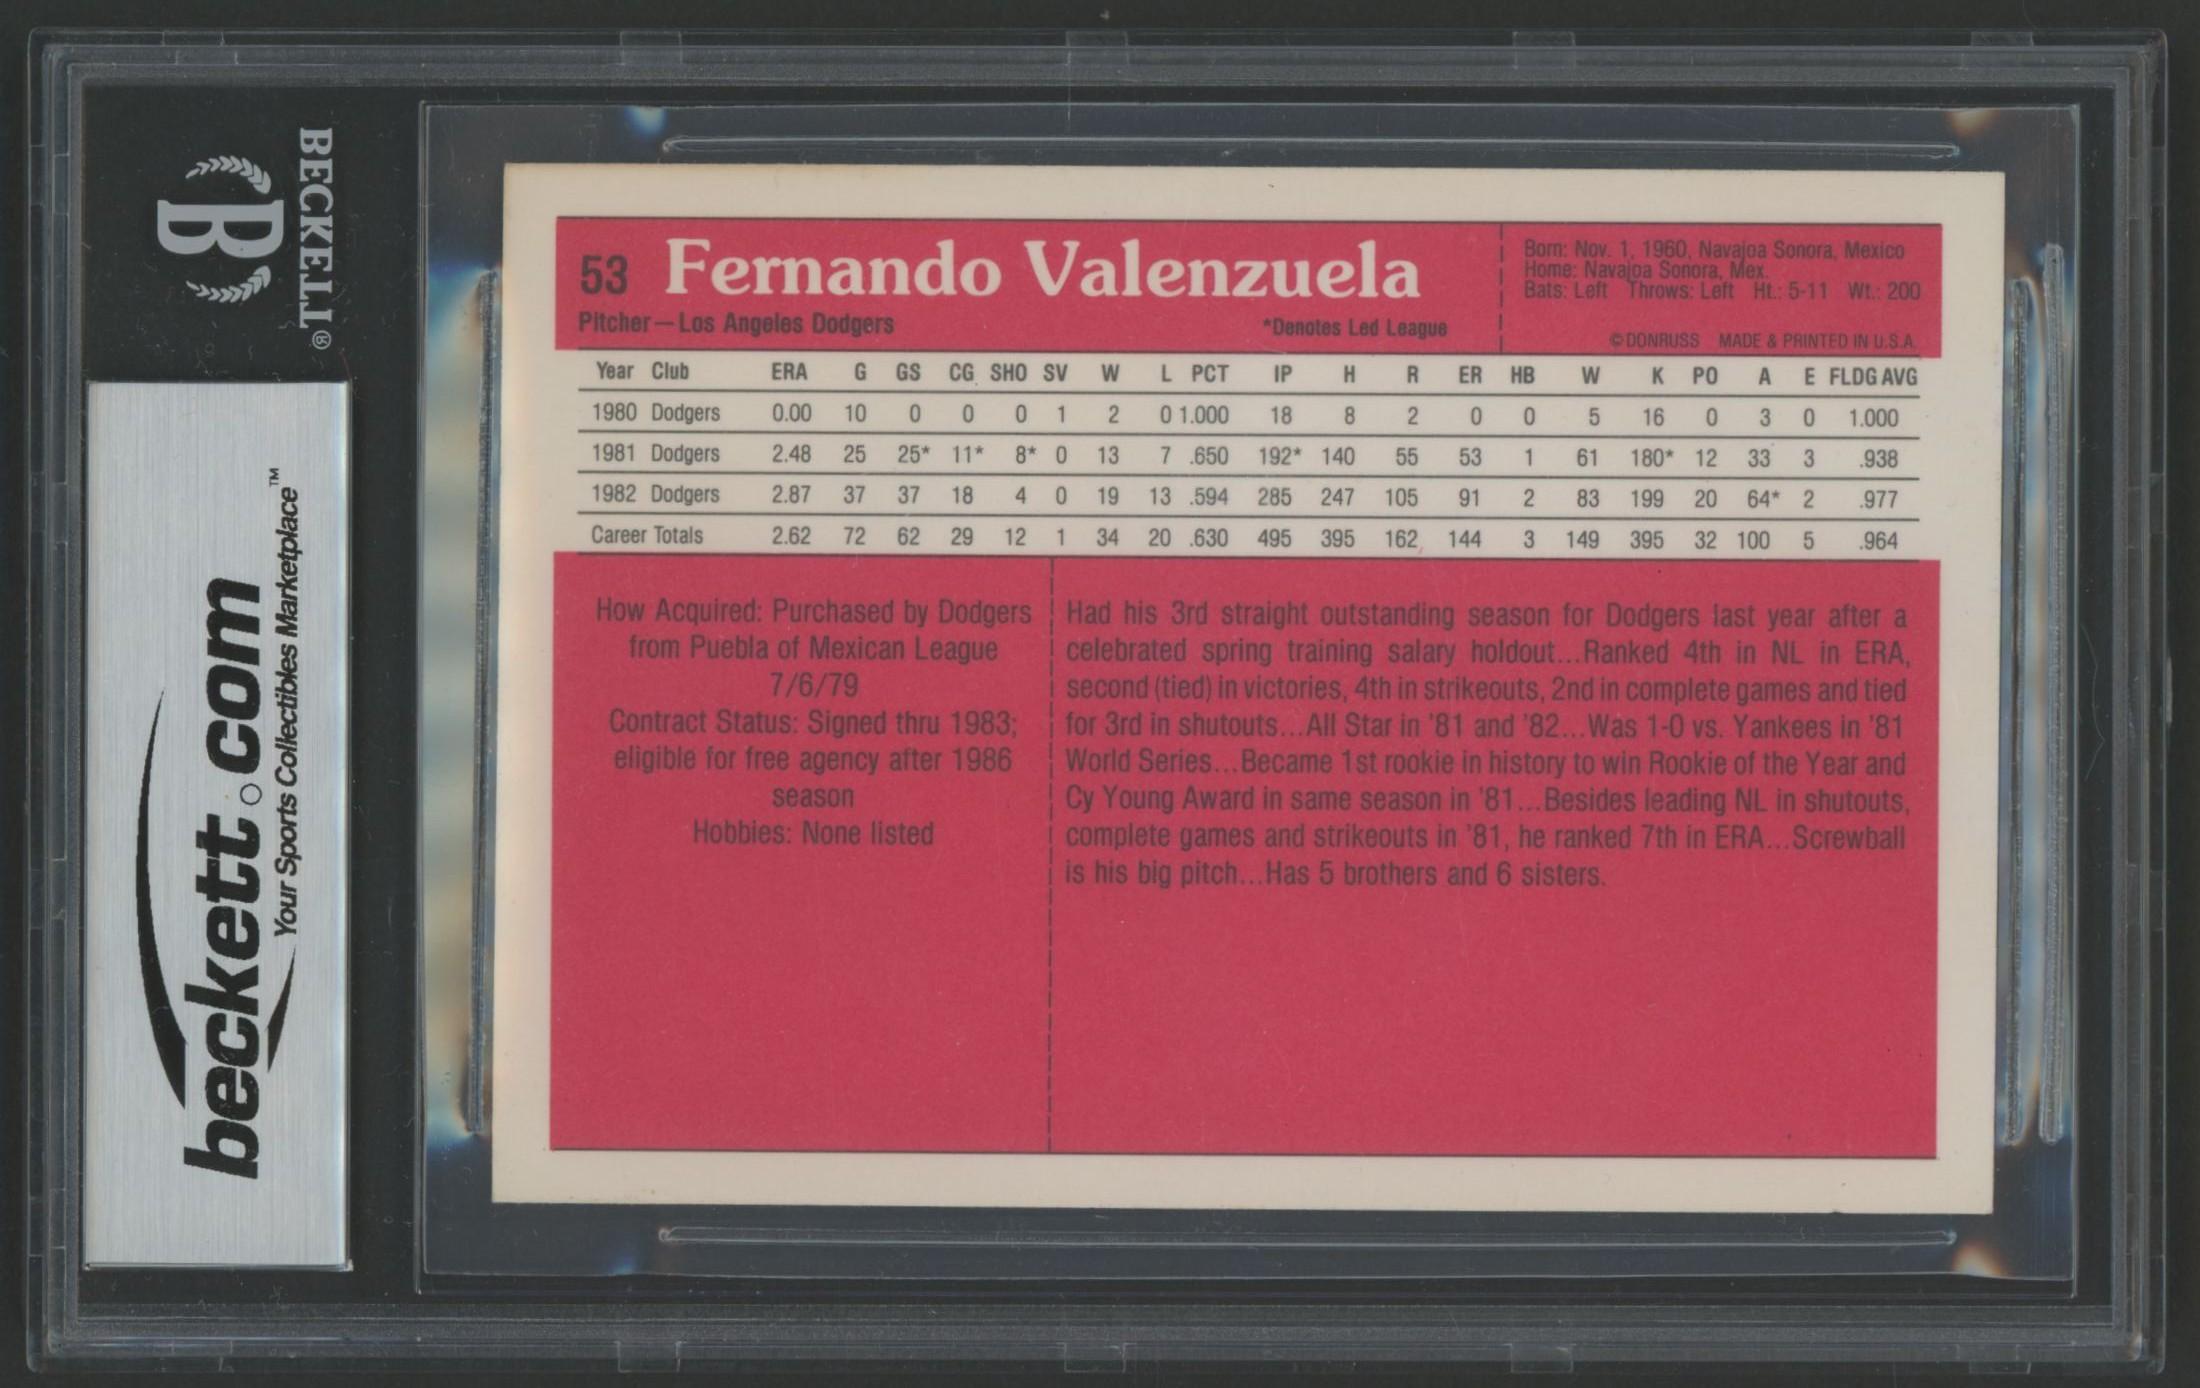 BECKETT®
B
beckett.com™
Your Sports Collectibles Marketplace
53 Fernando Valenzuela
Pitcher—Los Angeles Dodgers *Denotes Led League
Born: Nov. 1, 1960, Navajoa Sonora, Mexico
Home: Navajoa Sonora, Mex.
Bats: Left Throws: Left Ht.: 5-11 Wt.: 200
© DONRUSS MADE & PRINTED IN U.S.A.
Year Club ERA G GS CG SHO SV W L PCT IP H R ER HB W K PO A E FLDG AVG
1980 Dodgers 0.00 10 0 0 0 1 2 0 1.000 18 8 2 0 0 5 16 0 3 0 1.000
1981 Dodgers 2.48 25 25* 11* 8* 0 13 7 .650 192* 140 55 53 1 61 180* 12 33 3 .938
1982 Dodgers 2.87 37 37 18 4 0 19 13 .594 285 247 105 91 2 83 199 20 64* 2 .977
Career Totals 2.62 72 62 29 12 1 34 20 .630 495 395 162 144 3 149 395 32 100 5 .964
How Acquired: Purchased by Dodgers
from Puebla of Mexican League
7/6/79
Contract Status: Signed thru 1983;
eligible for free agency after 1986
season
Hobbies: None listed
Had his 3rd straight outstanding season for Dodgers last year after a
celebrated spring training salary holdout...Ranked 4th in NL in ERA,
second (tied) in victories, 4th in strikeouts, 2nd in complete games and tied
for 3rd in shutouts...All Star in '81 and '82...Was 1-0 vs. Yankees in '81
World Series...Became 1st rookie in history to win Rookie of the Year and
Cy Young Award in same season in '81...Besides leading NL in shutouts,
complete games and strikeouts in '81, he ranked 7th in ERA...Screwball
is his big pitch...Has 5 brothers and 6 sisters.